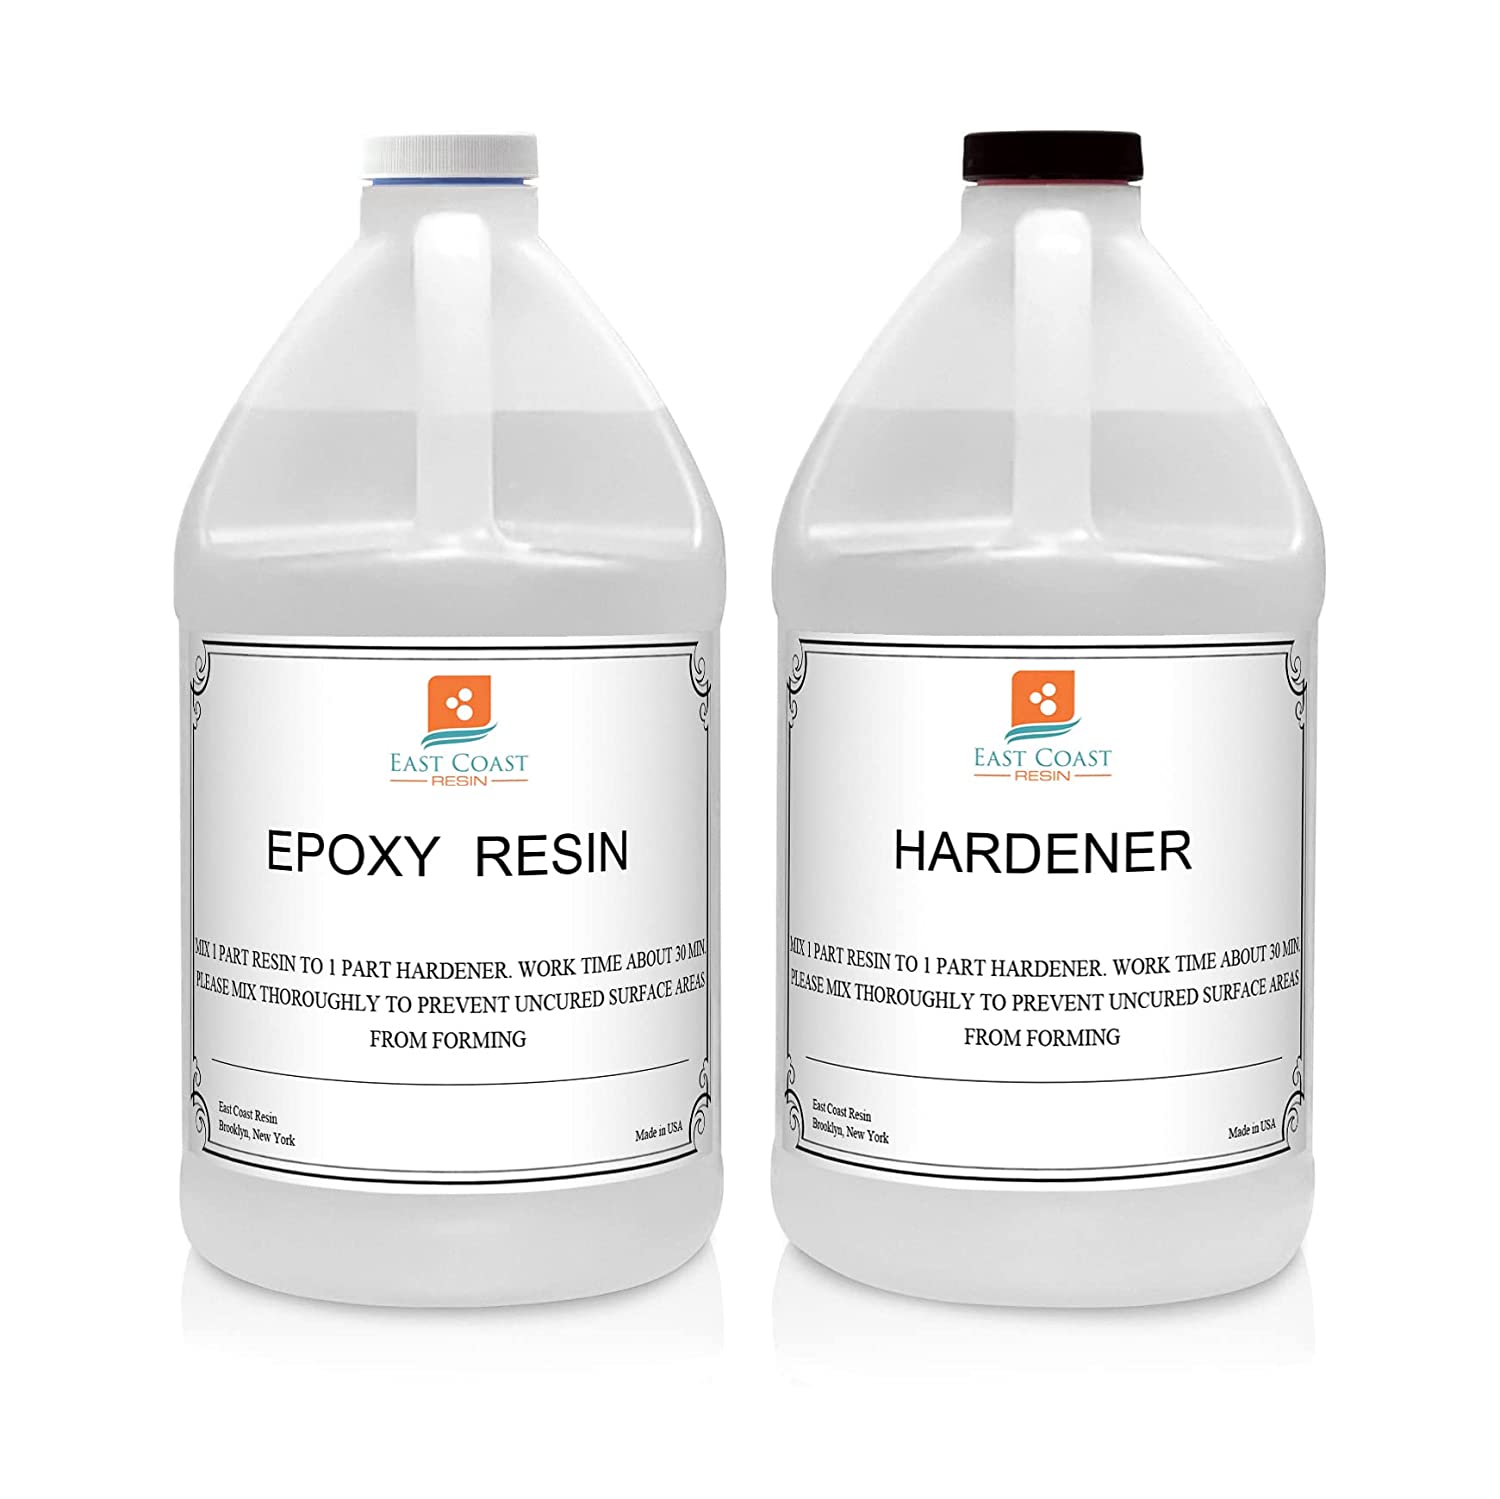 EAST COAST
RESIN
EPOXY RESIN
MIX 1 PART RESIN TO 1 PART HARDENER. WORK TIME ABOUT 30 MIN.
PLEASE MIX THOROUGHLY TO PREVENT UNCURED SURFACE AREAS
FROM FORMING
East Coast Resin
Brooklyn, New York
Made in USA
EAST COAST
RESIN
HARDENER
MIX 1 PART RESIN TO 1 PART HARDENER. WORK TIME ABOUT 30 MIN.
PLEASE MIX THOROUGHLY TO PREVENT UNCURED SURFACE AREAS
FROM FORMING
East Coast Resin
Brooklyn, New York
Made in USA